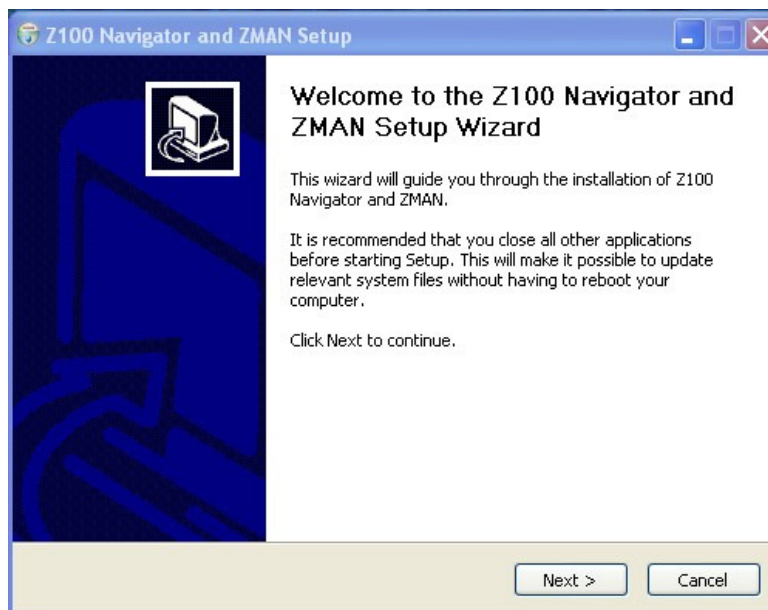 Z100 Navigator and ZMAN Setup
Welcome to the Z100 Navigator and
ZMAN Setup Wizard
This wizard will guide you through the installation of Z100
Navigator and ZMAN.
It is recommended that you close all other applications
before starting Setup. This will make it possible to update
relevant system files without having to reboot your
computer.
Click Next to continue.
Next >
Cancel